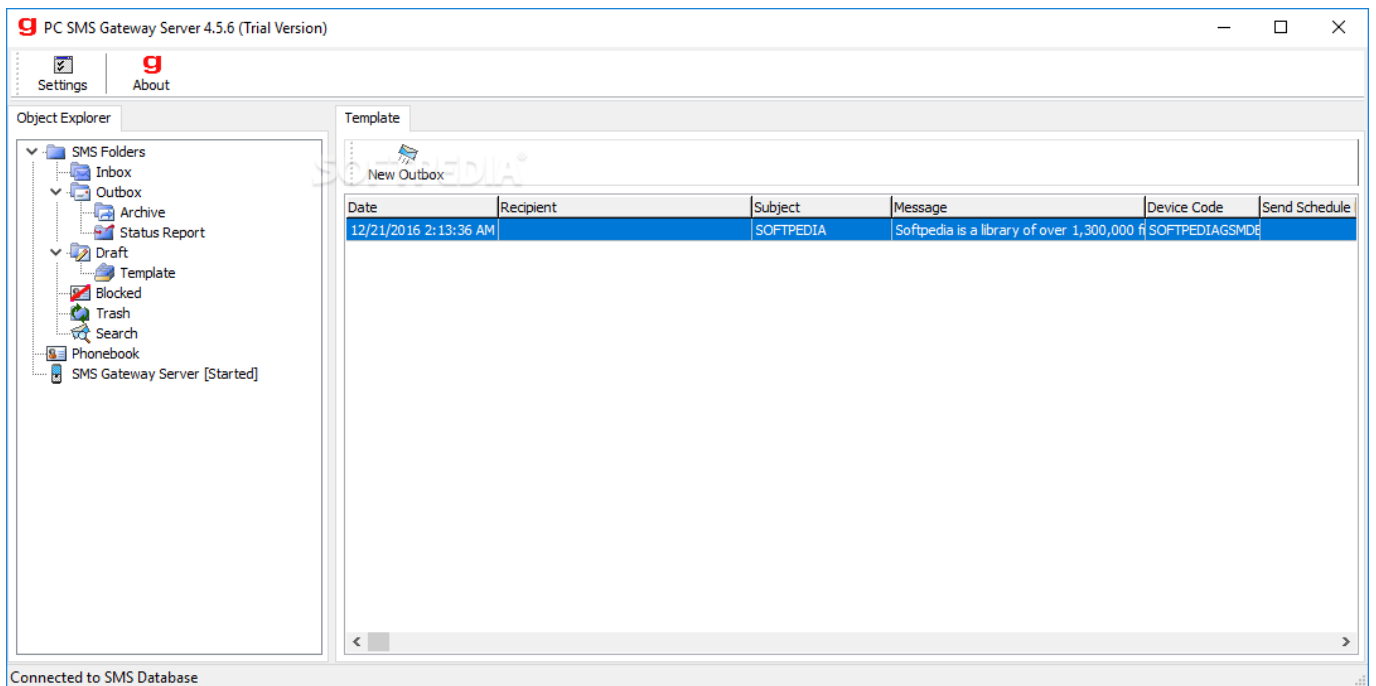 g PC SMS Gateway Server 4.5.6 (Trial Version)
Settings
g
About
Object Explorer
SMS Folders
Inbox
Outbox
Archive
Status Report
Draft
Template
Blocked
Trash
Search
Phonebook
SMS Gateway Server [Started]
Template
SOFTPEDIA®
New Outbox
Date Recipient Subject Message Device Code Send Schedule
12/21/2016 2:13:36 AM SOFTPEDIA Softpedia is a library of over 1,300,000 fi SOFTPEDIAGSMDE
Connected to SMS Database